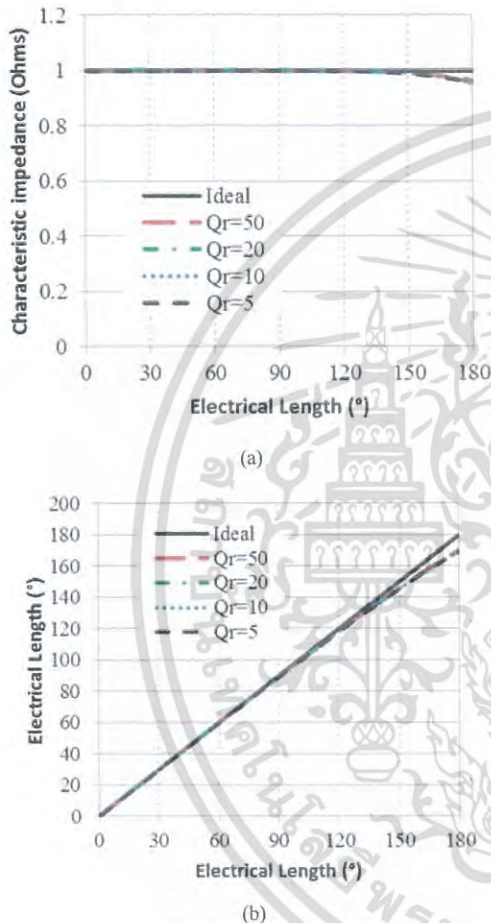 1.2
1
0.8
0.6
0.4
0.2
0
Characteristic impedance (Ohms)
Ideal
Qr=50
Qr=20
Qr=10
Qr=5
0 30 60 90 120 150 180
Electrical Length (°)
(a)
200
180
160
140
120
100
80
60
40
20
0
Electrical Length (°)
Ideal
Qr=50
Qr=20
Qr=10
Qr=5
0 30 60 90 120 150 180
Electrical Length (°)
(b)